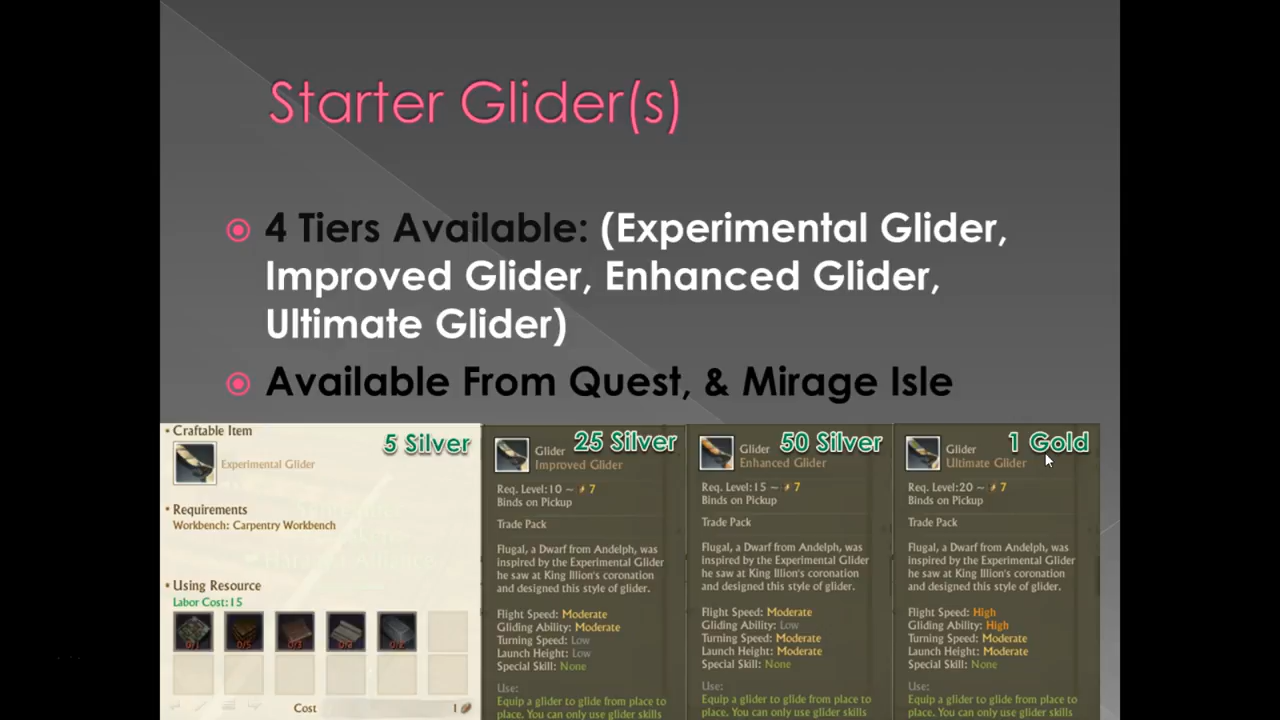 Starter Glider(s)
4 Tiers Available: (Experimental Glider,
Improved Glider, Enhanced Glider,
Ultimate Glider)
Available From Quest, & Mirage Isle
• Craftable Item
5 Silver
Experimental Glider
• Requirements
Workbench: Carpentry Workbench
• Using Resource
Labor Cost:15
Cost 1
Glider 25 Silver
Improved Glider
Req. Level:10 ~ 7
Binds on Pickup
Trade Pack
Flugal, a Dwarf from Andelph, was
inspired by the Experimental Glider
he saw at King Illion's coronation
and designed this style of glider.
Flight Speed: Moderate
Gliding Ability: Moderate
Turning Speed: Low
Launch Height: Low
Special Skill: None
Use:
Equip a glider to glide from place to
place. You can only use glider skills
Glider 50 Silver
Enhanced Glider
Req. Level:15 ~ 7
Binds on Pickup
Trade Pack
Flugal, a Dwarf from Andelph, was
inspired by the Experimental Glider
he saw at King Illion's coronation
and designed this style of glider.
Flight Speed: Moderate
Gliding Ability: Low
Turning Speed: Moderate
Launch Height: Moderate
Special Skill: None
Use:
Equip a glider to glide from place to
place. You can only use glider skills
Glider 1 Gold
Ultimate Glider
Req. Level:20 ~ 7
Binds on Pickup
Trade Pack
Flugal, a Dwarf from Andelph, was
inspired by the Experimental Glider
he saw at King Illion's coronation
and designed this style of glider.
Flight Speed: High
Gliding Ability: High
Turning Speed: Moderate
Launch Height: Moderate
Special Skill: None
Use:
Equip a glider to glide from place to
place. You can only use glider skills